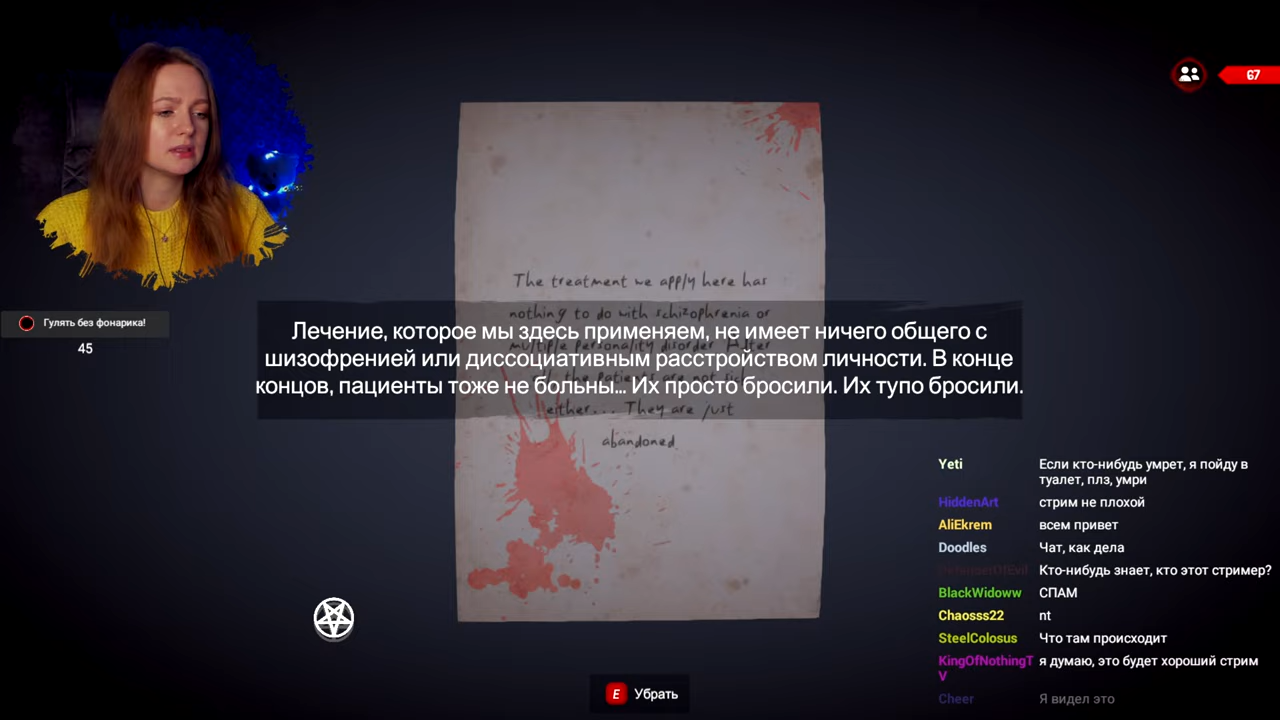 67
The treatment we apply here has
nothing to do with schizophrenia or
multiple personality disorder. After
either... They are just
abandoned.
Лечение, которое мы здесь применяем, не имеет ничего общего с
шизофренией или диссоциативным расстройством личности. В конце
концов, пациенты тоже не больны... Их просто бросили. Их тупо бросили.
Гулять без фонарика!
45
Yeti Если кто-нибудь умрет, я пойду в
туалет, плз, умри
HiddenArt стрим не плохой
AliEkrem всем привет
Doodles Чат, как дела
Кто-нибудь знает, кто этот стример?
BlackWidoww СПАМ
Chaosss22 nt
SteelColosus Что там происходит
KingOfNothingT я думаю, это будет хороший стрим
V
Cheer Я видел это
E Убрать